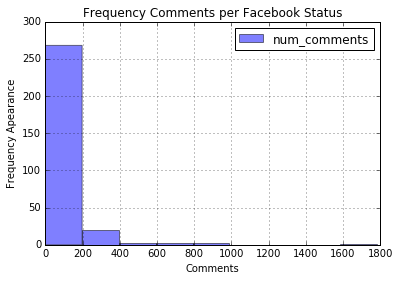 Frequency Comments per Facebook Status
num_comments
Frequency Apearance
300
250
200
150
100
50
0
0 200 400 600 800 1000 1200 1400 1600 1800
Comments